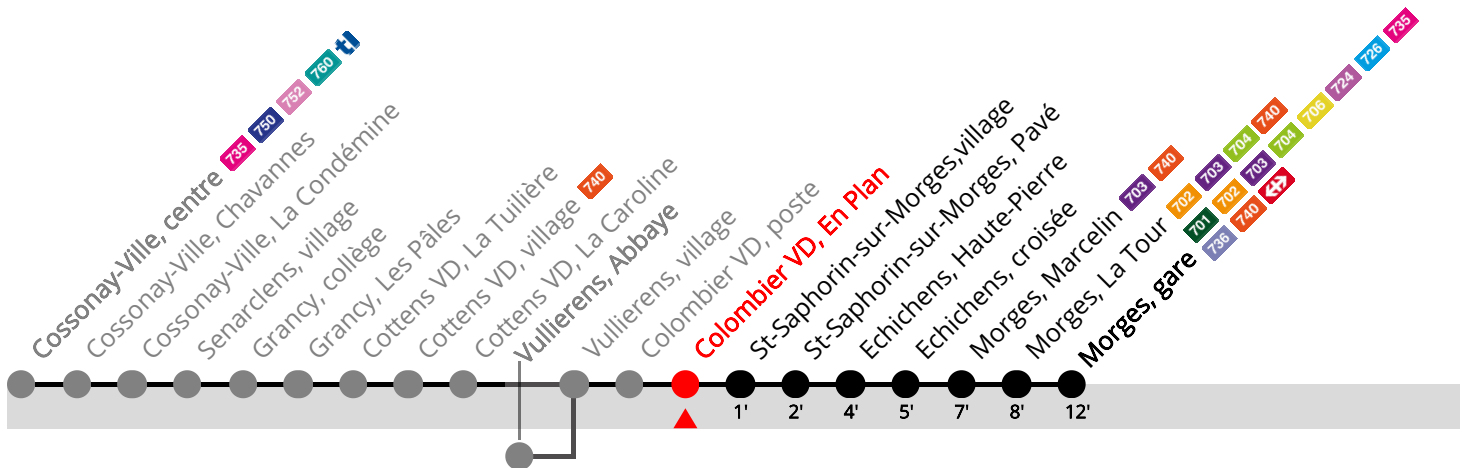 Cossonay-Ville, centre 735 750 752 760 tl
Cossonay-Ville, Chavannes
Cossonay-Ville, La Condémine
Senarclens, village
Grancy, collège
Grancy, Les Pâles
Cottens VD, La Tuilière
Cottens VD, village 740
Cottens VD, La Caroline
Vullierens, Abbaye
Vullierens, village
Colombier VD, poste
Colombier VD, En Plan
St-Saphorin-sur-Morges,village
St-Saphorin-sur-Morges, Pavé
Echichens, Haute-Pierre
Echichens, croisée
Morges, Marcelin 703 740
Morges, La Tour 702 703 704 740
Morges, gare 701 702 703 704 706 724 726 735
736 740
1' 2' 4' 5' 7' 8' 12'